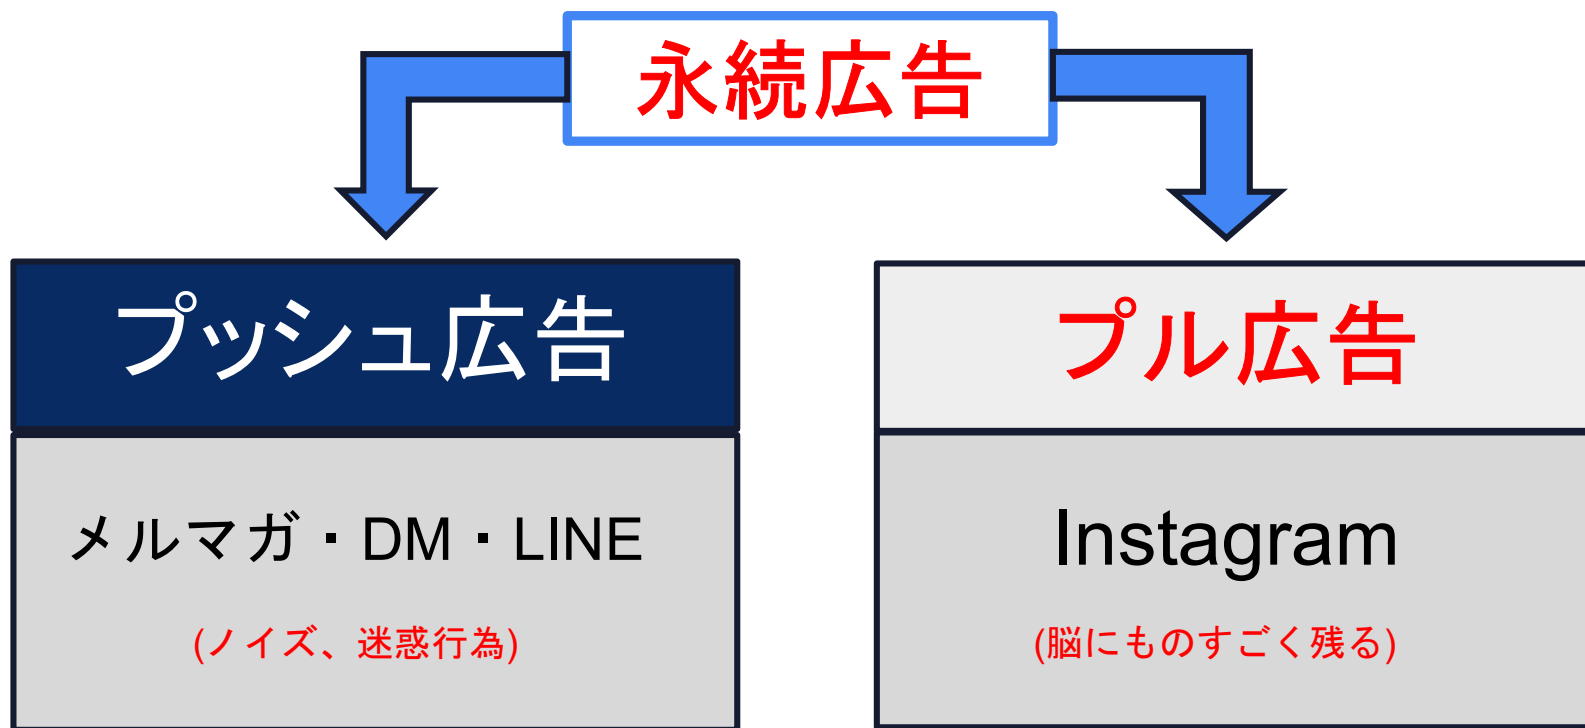 永続広告
プッシュ広告
プル広告
メルマガ・DM・LINE
(ノイズ、迷惑行為)
Instagram
(脳にものすごく残る)